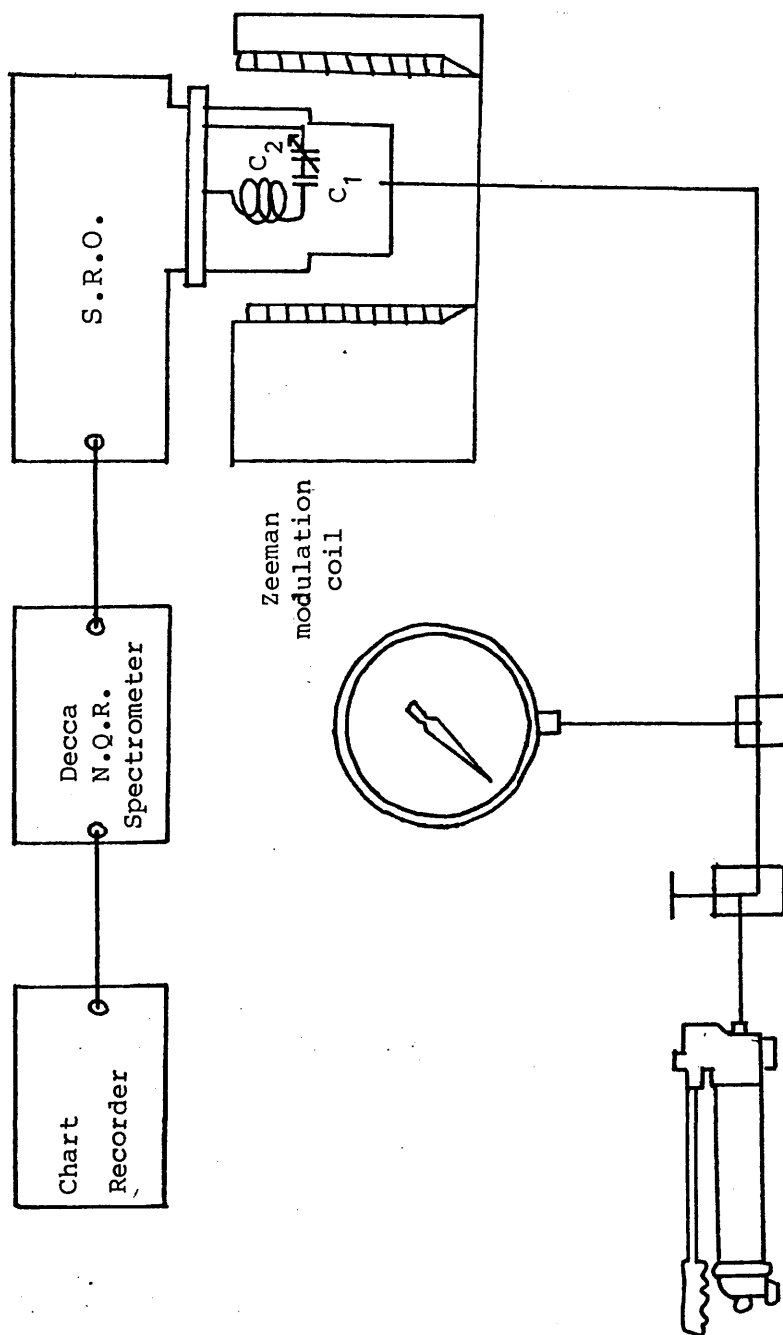 Chart
Recorder
Decca
N.Q.R.
Spectrometer
S.R.O.
C₂
C₁
Zeeman
modulation
coil